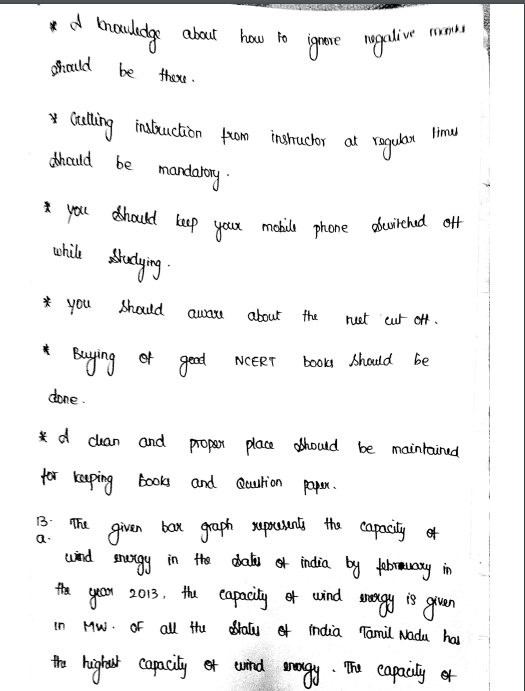 * A knowledge about how to ignore negative marks
should be there.
* Getting instruction from instructor at regular times
should be mandatory.
* you should keep your mobile phone switched off
while studying.
* you should aware about the neet cut off.
* Buying of good NCERT books should be
done.
* A clean and proper place should be maintained
for keeping Books and Question paper.
13. The given bar graph represents the capacity of
a. wind energy in the states of india by february in
the year 2013, the capacity of wind energy is given
in MW. OF all the states of india Tamil Nadu has
the highest capacity of wind energy. The capacity of